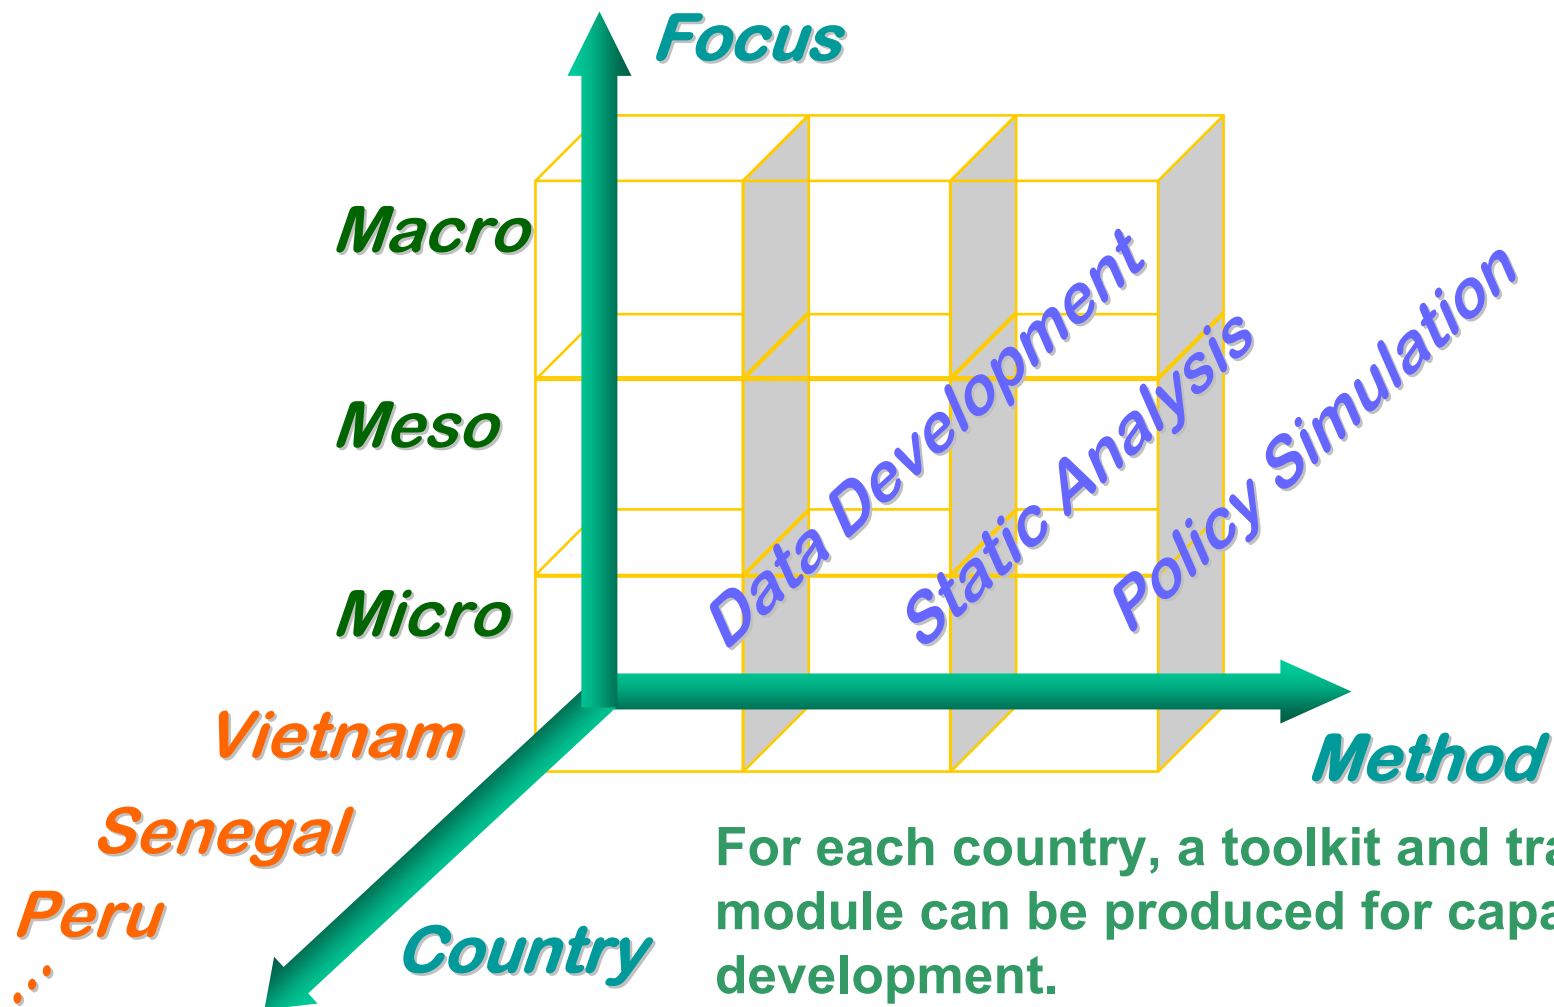 Focus
Macro
Meso
Micro
Data Development
Static Analysis
Policy Simulation
Vietnam
Senegal
Peru
...
Method
Country
For each country, a toolkit and tra
module can be produced for capa
development.